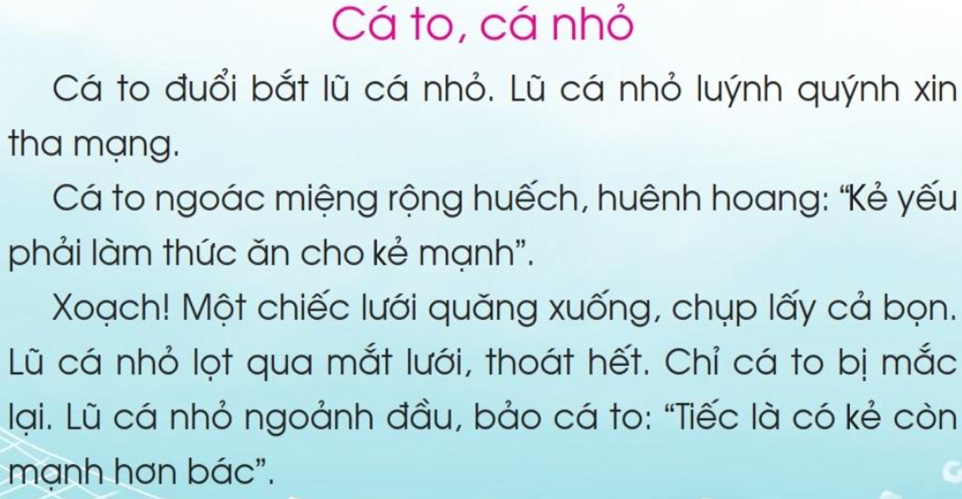 Cá to, cá nhỏ
Cá to đuổi bắt lũ cá nhỏ. Lũ cá nhỏ luýnh quýnh xin
tha mạng.
Cá to ngoác miệng rộng huếch, huênh hoang: “Kẻ yếu
phải làm thức ăn cho kẻ mạnh”.
Xoạch! Một chiếc lưới quăng xuống, chụp lấy cả bọn.
Lũ cá nhỏ lọt qua mắt lưới, thoát hết. Chỉ cá to bị mắc
lại. Lũ cá nhỏ ngoảnh đầu, bảo cá to: “Tiếc là có kẻ còn
mạnh hơn bác”.